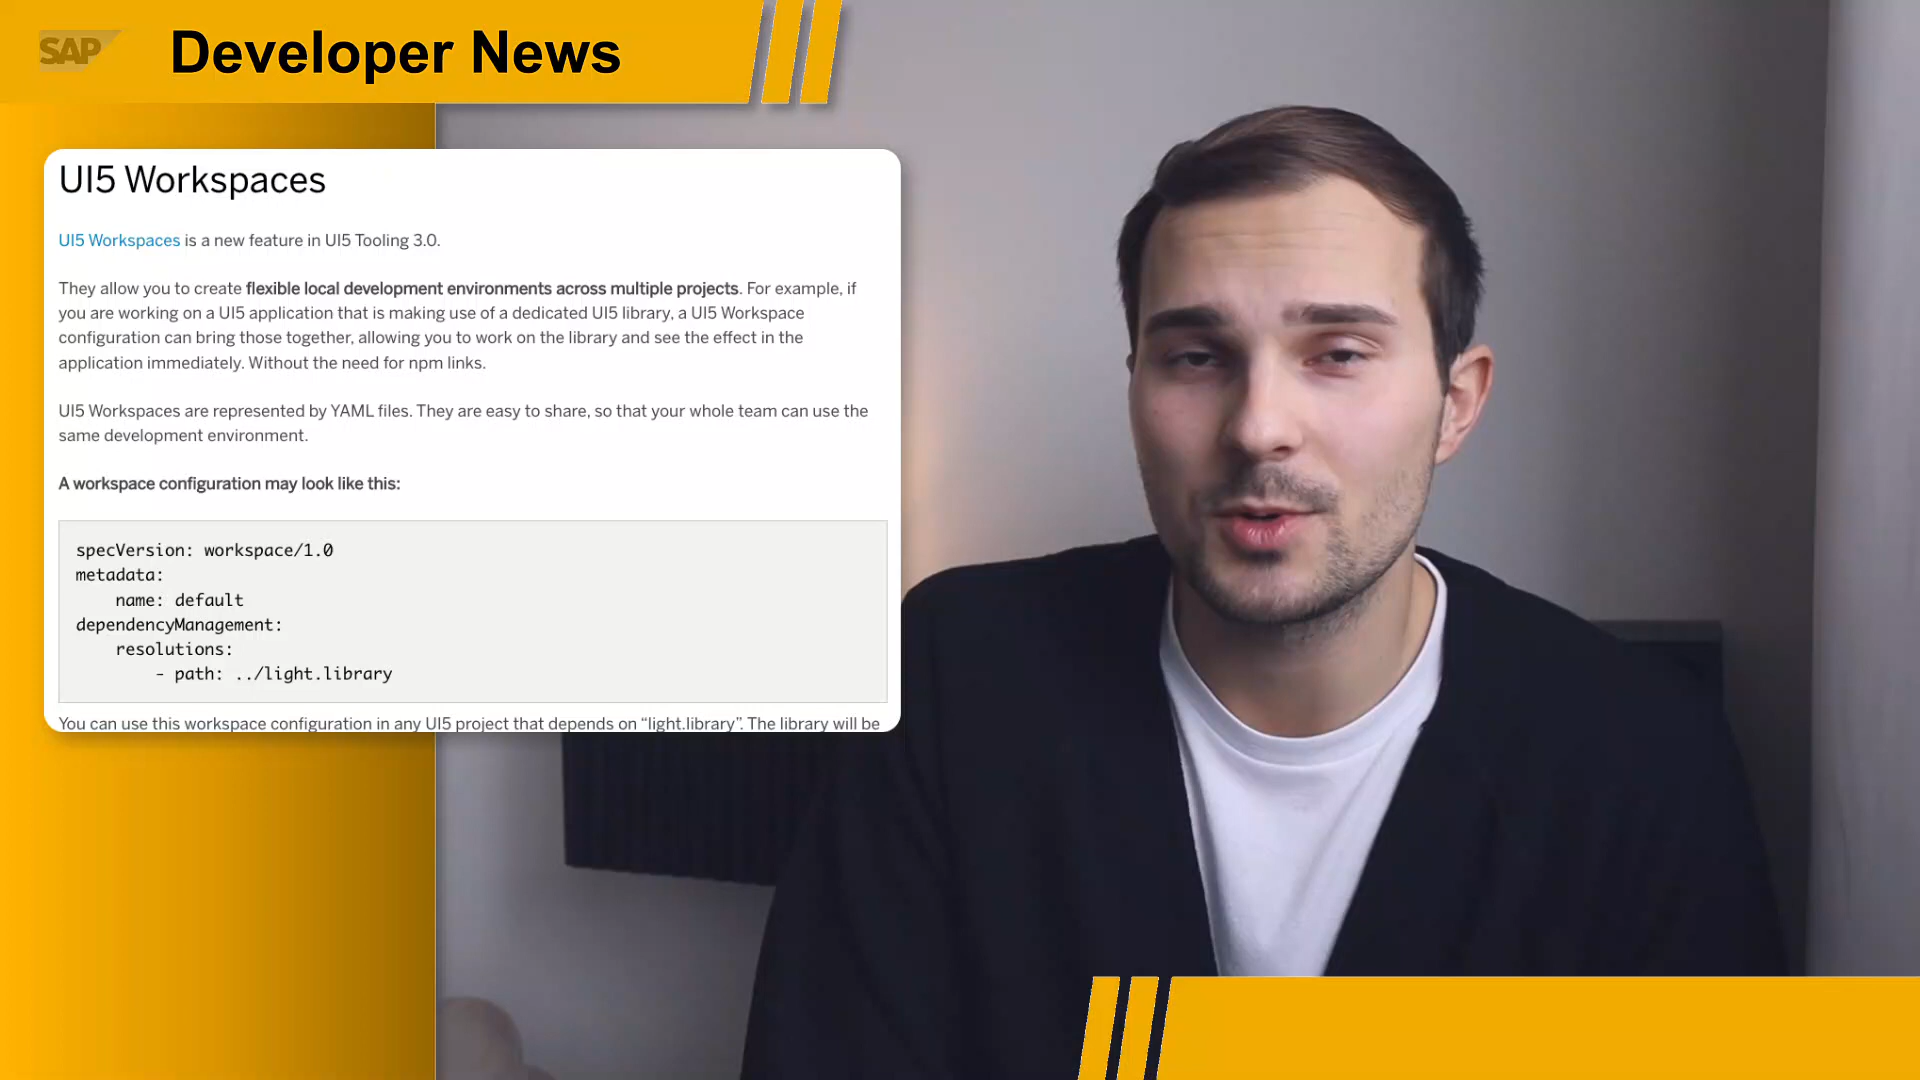 SAP
Developer News
UI5 Workspaces
UI5 Workspaces is a new feature in UI5 Tooling 3.0.
They allow you to create flexible local development environments across multiple projects. For example, if
you are working on a UI5 application that is making use of a dedicated UI5 library, a UI5 Workspace
configuration can bring those together, allowing you to work on the library and see the effect in the
application immediately. Without the need for npm links.
UI5 Workspaces are represented by YAML files. They are easy to share, so that your whole team can use the
same development environment.
A workspace configuration may look like this:
specVersion: workspace/1.0
metadata:
    name: default
dependencyManagement:
    resolutions:
        - path: ../light.library
You can use this workspace configuration in any UI5 project that depends on “light.library”. The library will be